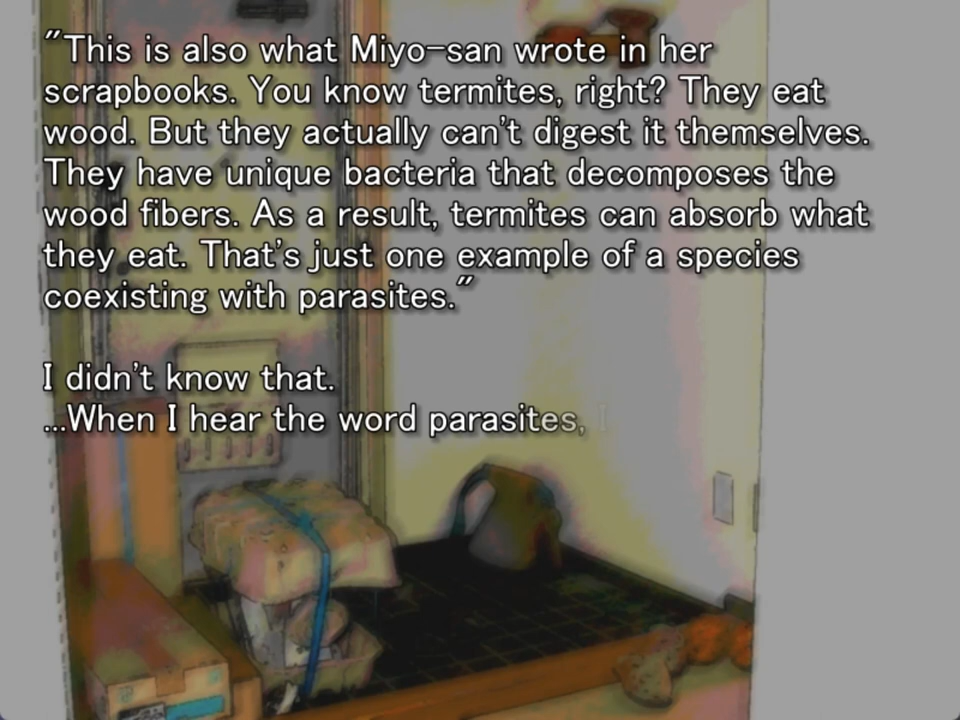 "This is also what Miyo-san wrote in her
scrapbooks. You know termites, right? They eat
wood. But they actually can't digest it themselves.
They have unique bacteria that decomposes the
wood fibers. As a result, termites can absorb what
they eat. That's just one example of a species
coexisting with parasites."
I didn't know that.
...When I hear the word parasites, I